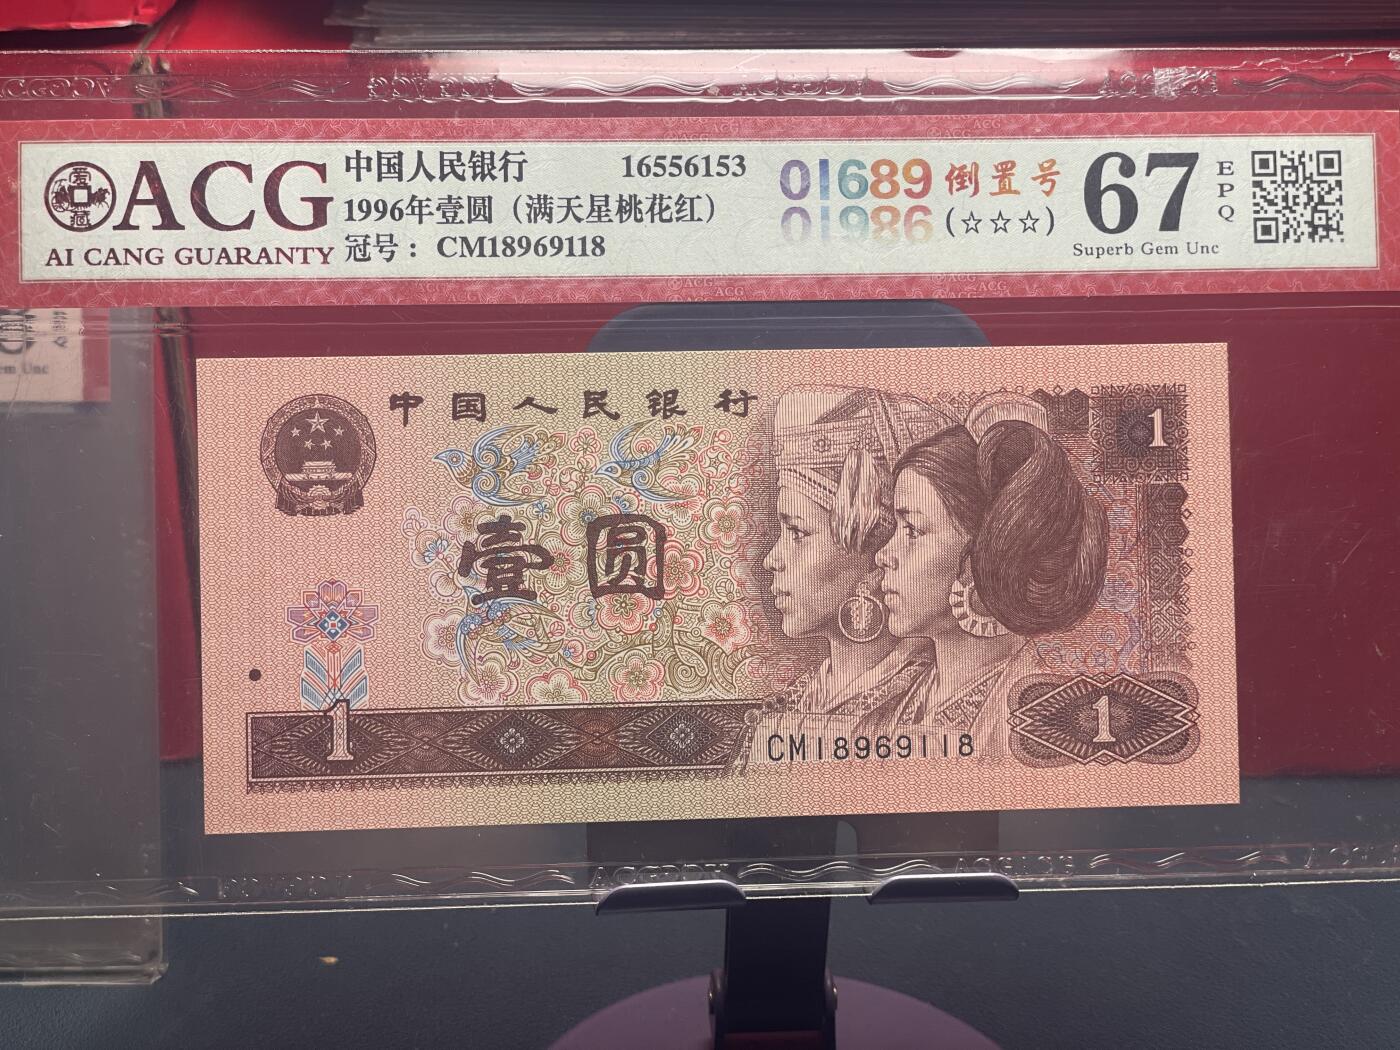 ACG
AI CANG GUARANTY
中国人民银行 16556153
1996年壹圆（满天星桃花红）
冠号： CM18969118
01689 倒置号
01986 (☆☆☆)
67
EPQ
Superb Gem Unc
中国人民银行
1
壹圆
1
CM18969118
1